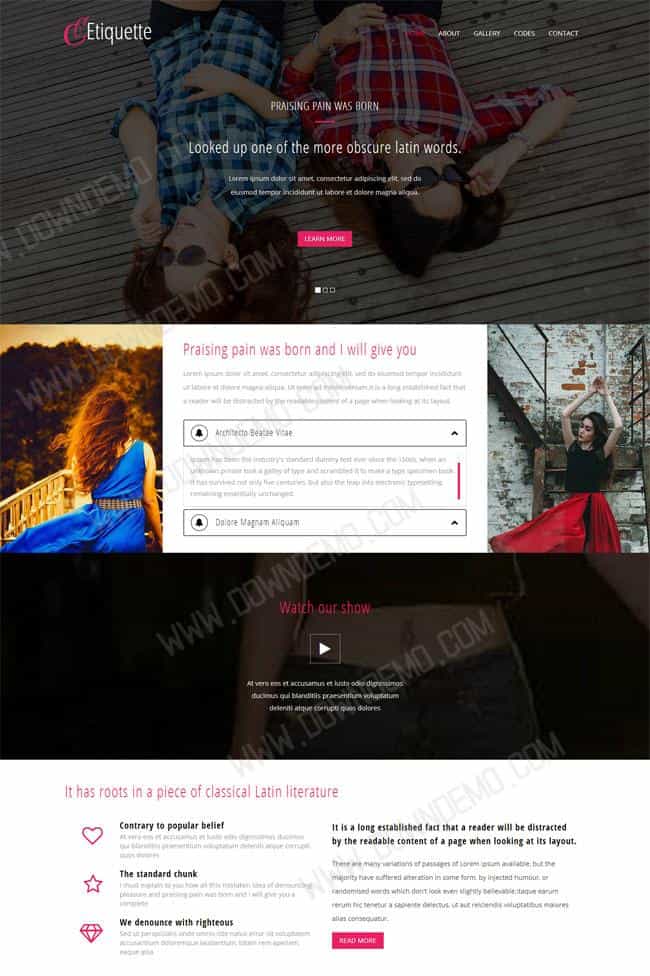 Etiquette
HOME ABOUT GALLERY CODES CONTACT
PRAISING PAIN WAS BORN
Looked up one of the more obscure latin words.
Lorem ipsum dolor sit amet, consectetur adipiscing elit, sed do
eiusmod tempor incididunt ut labore et dolore magna aliqua.
LEARN MORE
Praising pain was born and I will give you
Lorem ipsum dolor sit amet, consectetur adipisicing elit, sed do eiusmod tempor incididunt
ut labore et dolore magna aliqua. Ut enim ad minim veniam.It is a long established fact that
a reader will be distracted by the readable content of a page when looking at its layout.
Architecto Beatae Vitae
Ipsum has been the industry's standard dummy text ever since the 1500s, when an
unknown printer took a galley of type and scrambled it to make a type specimen book.
It has survived not only five centuries, but also the leap into electronic typesetting,
remaining essentially unchanged.
Dolore Magnam Aliquam
Watch our show
At vero eos et accusamus et iusto odio dignissimos
ducimus qui blanditiis praesentium voluptatum
deleniti atque corrupti quos dolores
It has roots in a piece of classical Latin literature
Contrary to popular belief
At vero eos et accusamus et iusto odio dignissimos ducimus
qui blanditiis praesentium voluptatum deleniti atque corrupti
quos dolores
The standard chunk
I must explain to you how all this mistaken idea of denouncing
pleasure and praising pain was born and I will give you a
complete
We denounce with righteous
Sed ut perspiciatis unde omnis iste natus error sit voluptatem
accusantium doloremque laudantium, totam rem aperiam,
eaque ipsa
It is a long established fact that a reader will be distracted
by the readable content of a page when looking at its layout.
There are many variations of passages of Lorem Ipsum available, but the
majority have suffered alteration in some form, by injected humour, or
randomised words which don't look even slightly believable.itaque earum
rerum hic tenetur a sapiente delectus, ut aut reiciendis voluptatibus maiores
alias consequatur.
READ MORE
WWW.DOWNDEMO.COM